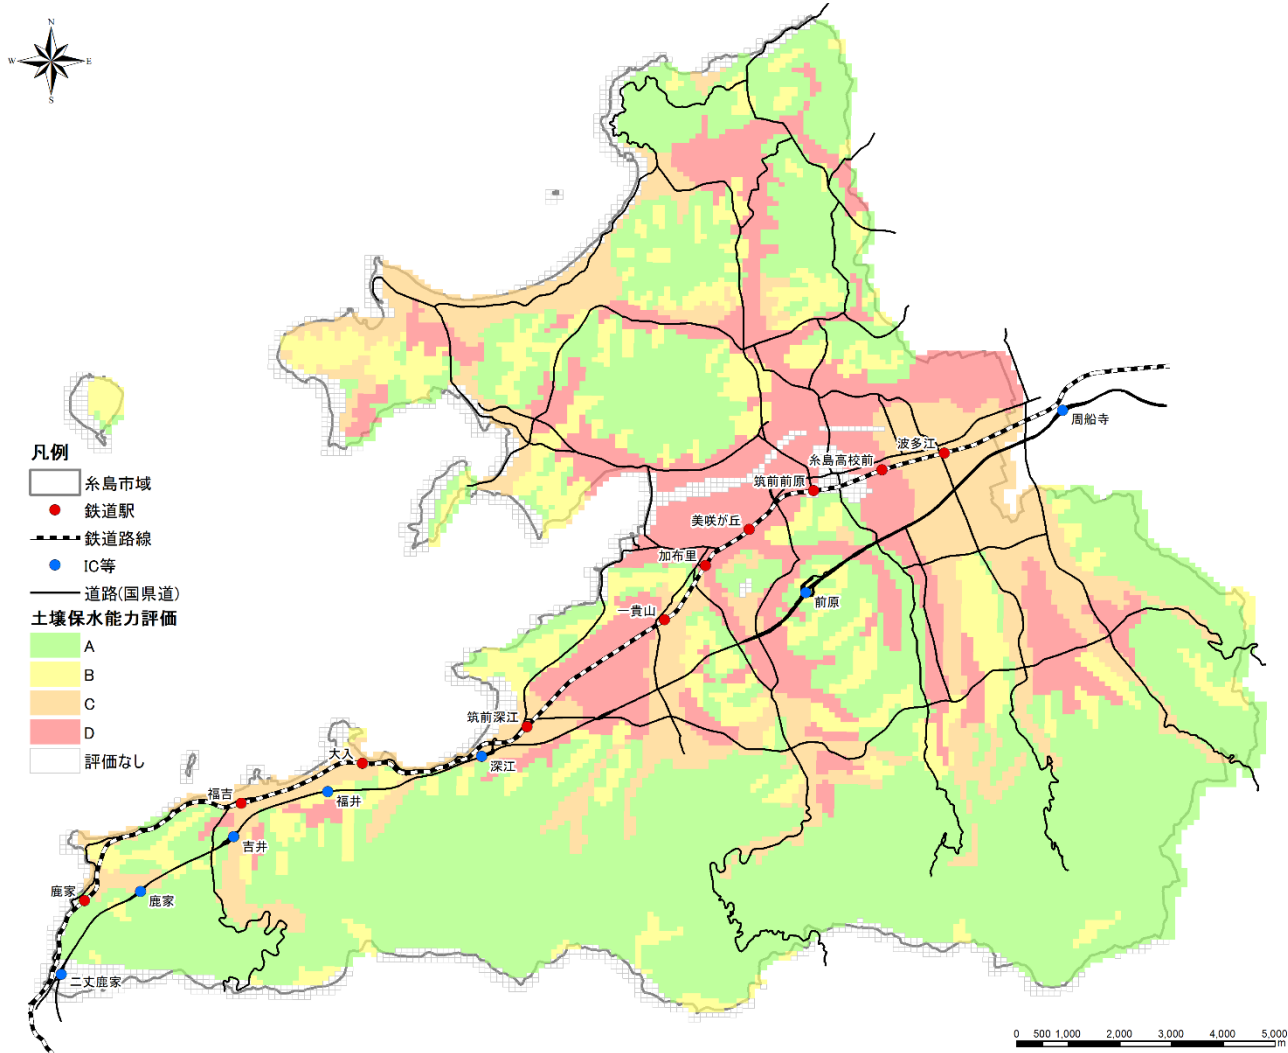 N
W
E
S
周船寺
波多江
糸島高校前
筑前前原
美咲が丘
加布里
前原
一貴山
筑前深江
深江
大入
福井
福吉
吉井
鹿家
鹿家
二丈鹿家
凡例
糸島市域
鉄道駅
鉄道路線
IC等
道路(国県道)
土壌保水能力評価
A
B
C
D
評価なし
0 500 1,000 2,000 3,000 4,000 5,000
m